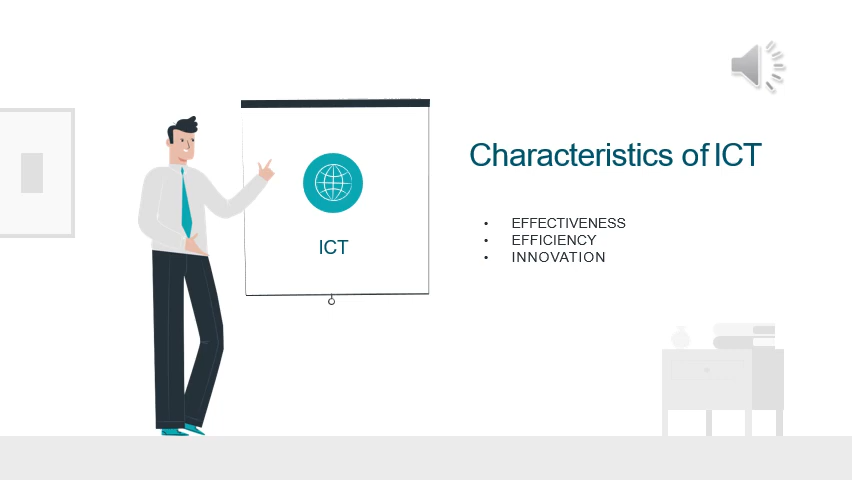 Characteristics of ICT
ICT
• EFFECTIVENESS
• EFFICIENCY
• INNOVATION